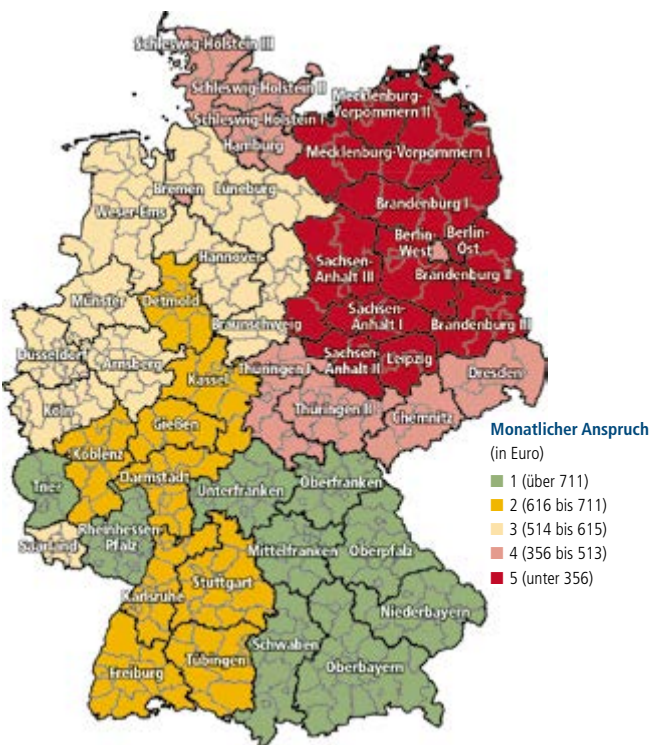 Schleswig-Holstein III
Schleswig-Holstein II
Mecklenburg-
Vorpommern II
Schleswig-Holstein I
Hamburg
Mecklenburg-Vorpommern I
Bremen
Lüneburg
Weser-Ems
Brandenburg I
Berlin-
West
Berlin-
Ost
Hannover
Sachsen-
Anhalt III
Brandenburg II
Münster
Detmold
Braunschweig
Sachsen-
Anhalt I
Brandenburg III
Düsseldorf
Arnsberg
Kassel
Thüringen I
Sachsen-
Anhalt II
Leipzig
Dresden
Köln
Gießen
Thüringen II
Chemnitz
Koblenz
Monatlicher Anspruch
(in Euro)
1 (über 711)
2 (616 bis 711)
3 (514 bis 615)
4 (356 bis 513)
5 (unter 356)
Trier
Darmstadt
Unterfranken
Oberfranken
Rheinhessen-
Pfalz
Saarland
Mittelfranken
Oberpfalz
Karlsruhe
Stuttgart
Niederbayern
Schwaben
Freiburg
Tübingen
Oberbayern